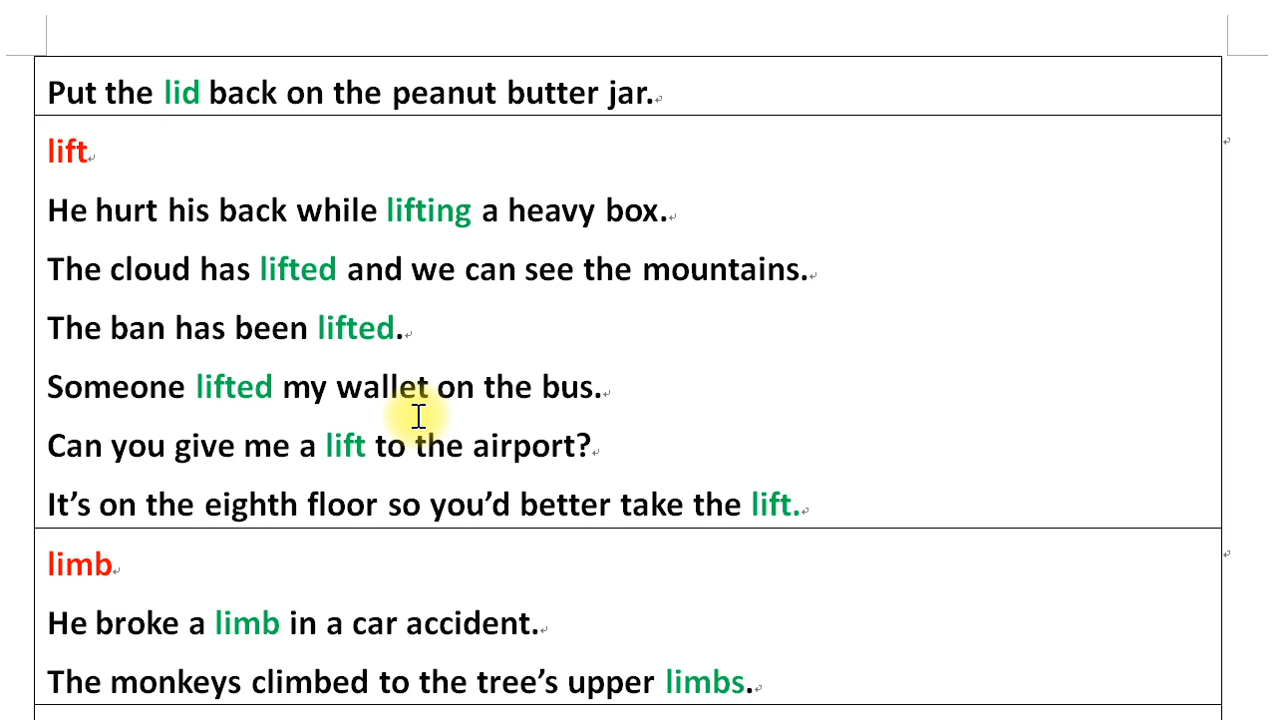 Put the lid back on the peanut butter jar.
lift
He hurt his back while lifting a heavy box.
The cloud has lifted and we can see the mountains.
The ban has been lifted.
Someone lifted my wallet on the bus.
Can you give me a lift to the airport?
It’s on the eighth floor so you’d better take the lift.
limb
He broke a limb in a car accident.
The monkeys climbed to the tree’s upper limbs.